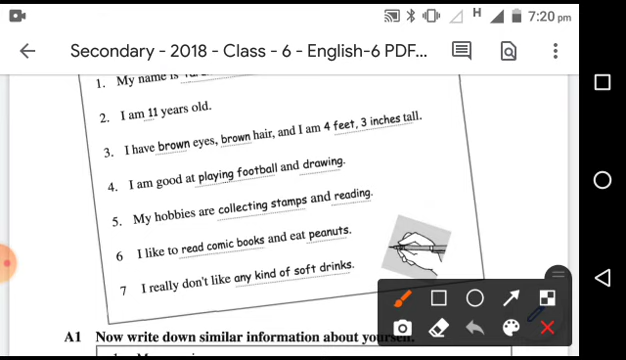 H 7:20 pm
Secondary - 2018 - Class - 6 - English-6 PDF...
1. My name is
2. I am 11 years old.
3. I have brown eyes, brown hair, and I am 4 feet, 3 inches tall.
4. I am good at playing football and drawing.
5. My hobbies are collecting stamps and reading.
6 I like to read comic books and eat peanuts.
7 I really don't like any kind of soft drinks.
A1 Now write down similar information about yourself.